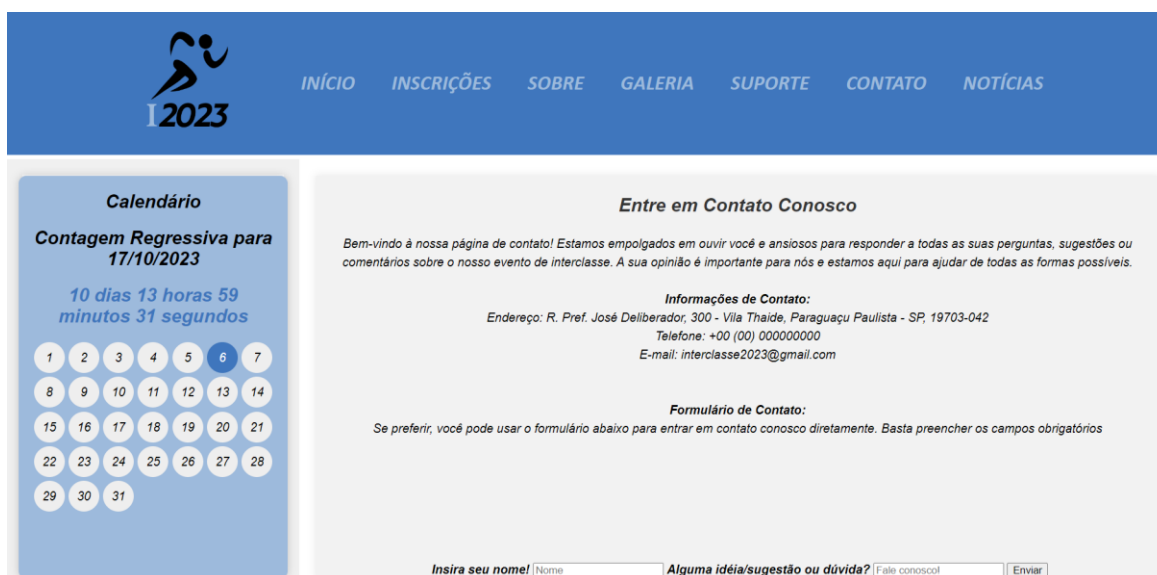 I2023
INÍCIO INSCRIÇÕES SOBRE GALERIA SUPORTE CONTATO NOTÍCIAS
Calendário
Contagem Regressiva para
17/10/2023
10 dias 13 horas 59
minutos 31 segundos
1 2 3 4 5 6 7
8 9 10 11 12 13 14
15 16 17 18 19 20 21
22 23 24 25 26 27 28
29 30 31
Entre em Contato Conosco
Bem-vindo à nossa página de contato! Estamos empolgados em ouvir você e ansiosos para responder a todas as suas perguntas, sugestões ou
comentários sobre o nosso evento de interclasse. A sua opinião é importante para nós e estamos aqui para ajudar de todas as formas possíveis.
Informações de Contato:
Endereço: R. Pref. José Deliberador, 300 - Vila Thaide, Paraguaçu Paulista - SP, 19703-042
Telefone: +00 (00) 000000000
E-mail: interclasse2023@gmail.com
Formulário de Contato:
Se preferir, você pode usar o formulário abaixo para entrar em contato conosco diretamente. Basta preencher os campos obrigatórios
Insira seu nome! Nome Alguma idéia/sugestão ou dúvida? Fale conosco! Enviar